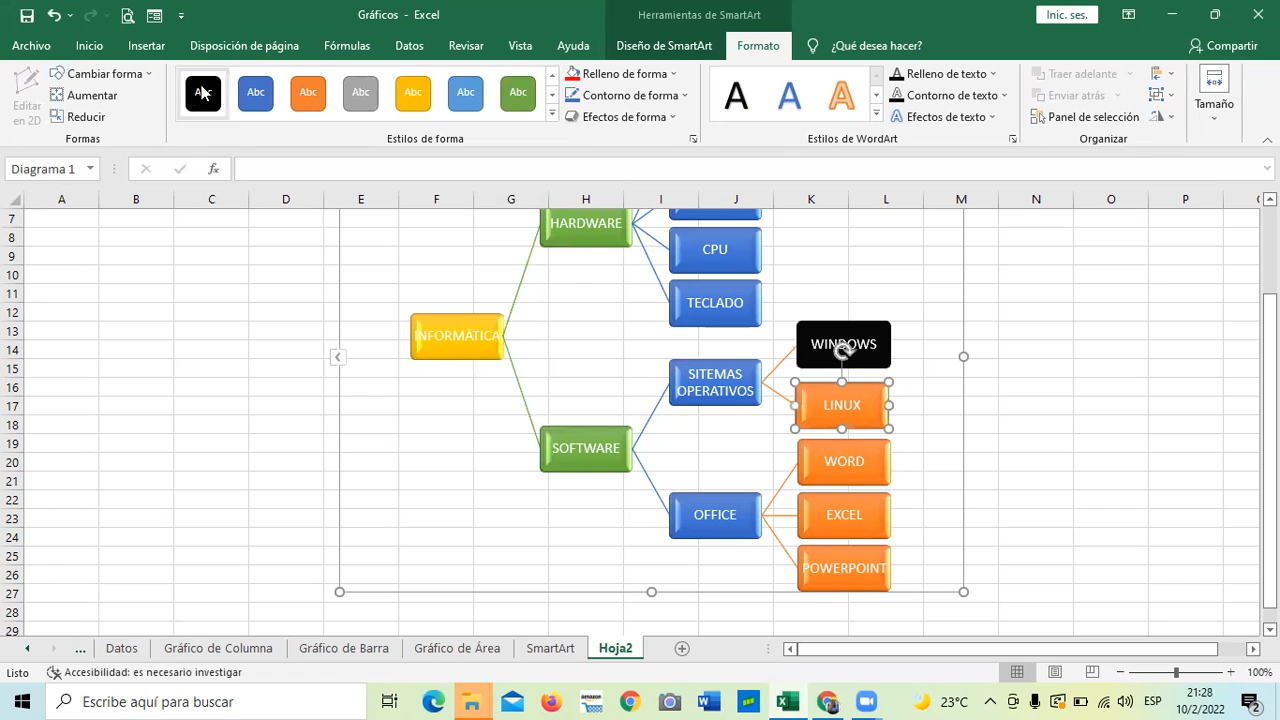 Gráficos - Excel
Herramientas de SmartArt
Inic. ses.
Archivo
Inicio
Insertar
Disposición de página
Fórmulas
Datos
Revisar
Vista
Ayuda
Diseño de SmartArt
Formato
¿Qué desea hacer?
Compartir
Editar
en 2D
Cambiar forma
Aumentar
Reducir
Formas
Abc
Abc
Abc
Abc
Abc
Abc
Abc
Estilos de forma
Relleno de forma
Contorno de forma
Efectos de forma
A
A
A
Estilos de WordArt
Relleno de texto
Contorno de texto
Efectos de texto
Traer adelante
Enviar atrás
Panel de selección
Organizar
Tamaño
Diagrama 1
fx
A B C D E F G H I J K L M N O P Q
7
8
9
10
11
12
13
14
15
16
17
18
19
20
21
22
23
24
25
26
27
28
29
HARDWARE
CPU
TECLADO
INFORMÁTICA
WINDOWS
SITEMAS
OPERATIVOS
LINUX
SOFTWARE
WORD
OFFICE
EXCEL
POWERPOINT
...
Datos
Gráfico de Columna
Gráfico de Barra
Gráfico de Área
SmartArt
Hoja2
Listo
Accesibilidad: es necesario investigar
100%
Escribe aquí para buscar
amazon
23°C
ESP
21:28
10/2/2022
2